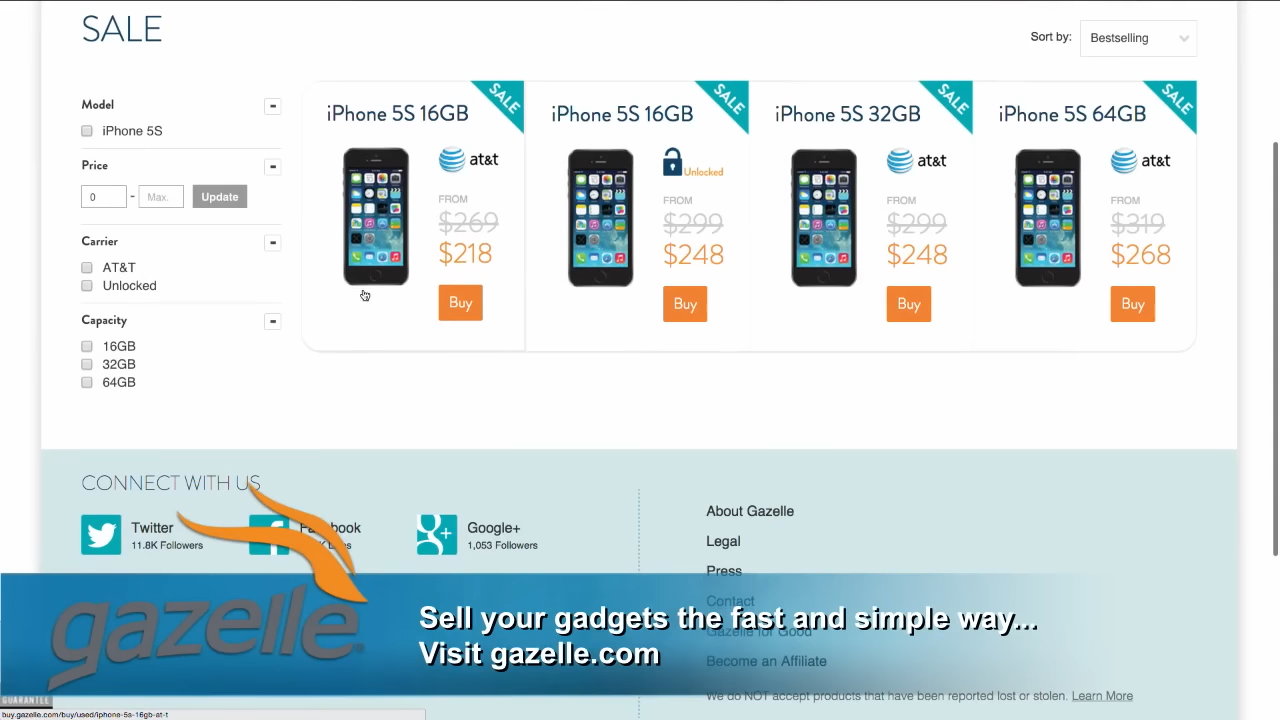 SALE
Sort by:
Bestselling
Model
-
iPhone 5S
Price
-
0
-
Max.
Update
Carrier
-
AT&T
Unlocked
Capacity
-
16GB
32GB
64GB
SALE
iPhone 5S 16GB
at&t
FROM
$269
$218
Buy
SALE
iPhone 5S 16GB
Unlocked
FROM
$299
$248
Buy
SALE
iPhone 5S 32GB
at&t
FROM
$299
$248
Buy
SALE
iPhone 5S 64GB
at&t
FROM
$319
$268
Buy
CONNECT WITH US
Twitter
11.8K Followers
Google+
1,053 Followers
About Gazelle
Legal
Press
Contact
Gazelle for Good
Become an Affiliate
We do NOT accept products that have been reported lost or stolen. Learn More
gazelle
Sell your gadgets the fast and simple way...
Visit gazelle.com
GUARANTEE
buy.gazelle.com/buy/used/iphone-5s-16gb-at-t